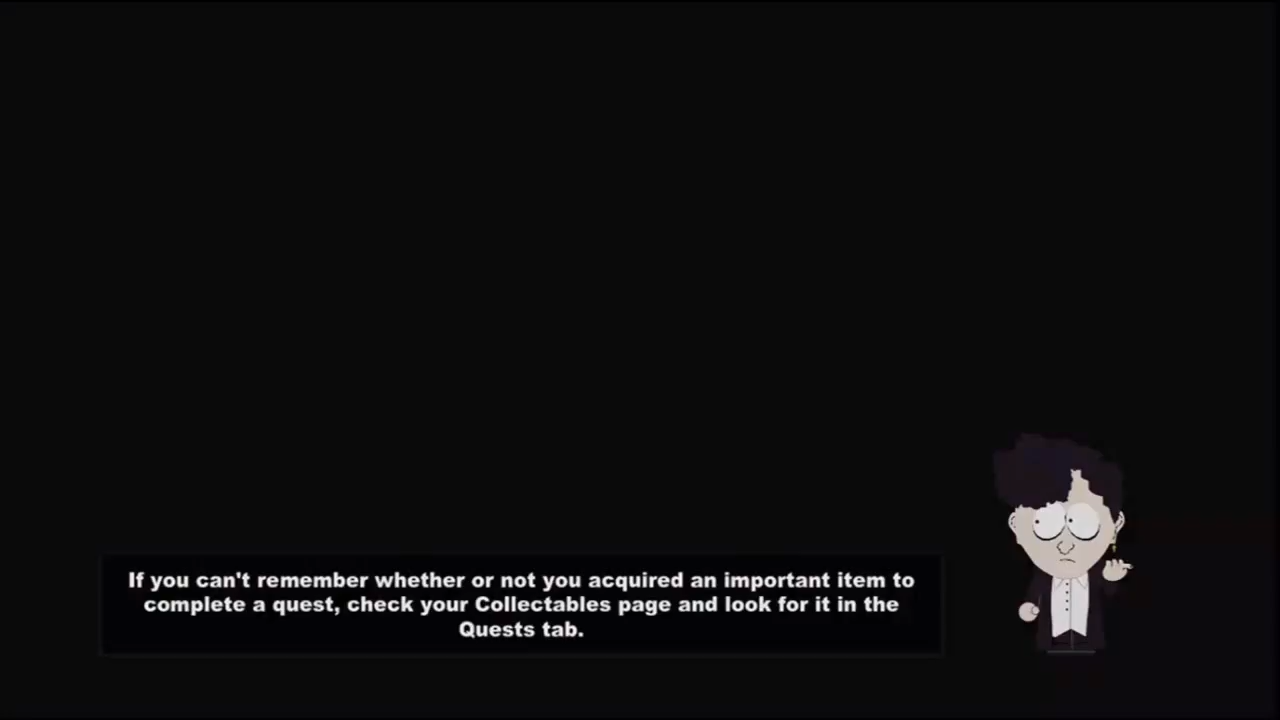 If you can't remember whether or not you acquired an important item to
complete a quest, check your Collectables page and look for it in the
Quests tab.